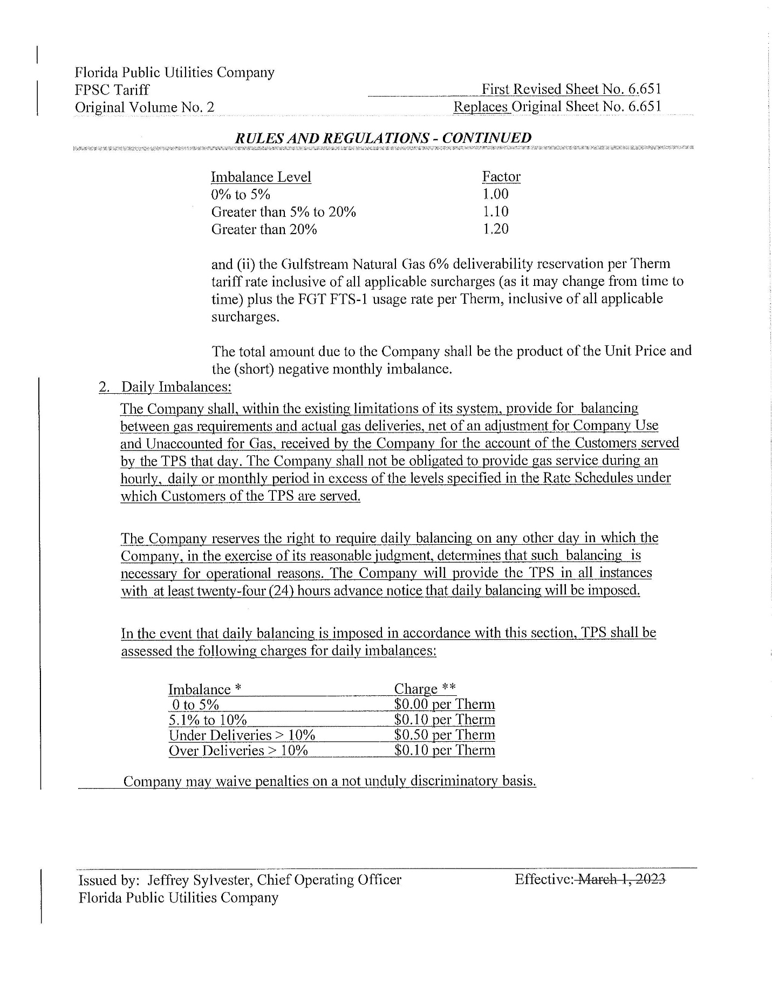 Florida Public Utilities Company
FPSC Tariff
First Revised Sheet No. 6.651
Original Volume No. 2
Replaces Original Sheet No. 6.651
RULES AND REGULATIONS - CONTINUED
Imbalance Level Factor
0% to 5% 1.00
Greater than 5% to 20% 1.10
Greater than 20% 1.20
and (ii) the Gulfstream Natural Gas 6% deliverability reservation per Therm
tariff rate inclusive of all applicable surcharges (as it may change from time to
time) plus the FGT FTS-1 usage rate per Therm, inclusive of all applicable
surcharges.
The total amount due to the Company shall be the product of the Unit Price and
the (short) negative monthly imbalance.
2. Daily Imbalances:
The Company shall, within the existing limitations of its system, provide for balancing
between gas requirements and actual gas deliveries, net of an adjustment for Company Use
and Unaccounted for Gas, received by the Company for the account of the Customers served
by the TPS that day. The Company shall not be obligated to provide gas service during an
hourly, daily or monthly period in excess of the levels specified in the Rate Schedules under
which Customers of the TPS are served.
The Company reserves the right to require daily balancing on any other day in which the
Company, in the exercise of its reasonable judgment, determines that such balancing is
necessary for operational reasons. The Company will provide the TPS in all instances
with at least twenty-four (24) hours advance notice that daily balancing will be imposed.
In the event that daily balancing is imposed in accordance with this section, TPS shall be
assessed the following charges for daily imbalances:
Imbalance * Charge **
0 to 5% $0.00 per Therm
5.1% to 10% $0.10 per Therm
Under Deliveries > 10% $0.50 per Therm
Over Deliveries > 10% $0.10 per Therm
Company may waive penalties on a not unduly discriminatory basis.
Issued by: Jeffrey Sylvester, Chief Operating Officer Effective: March 1, 2023
Florida Public Utilities Company